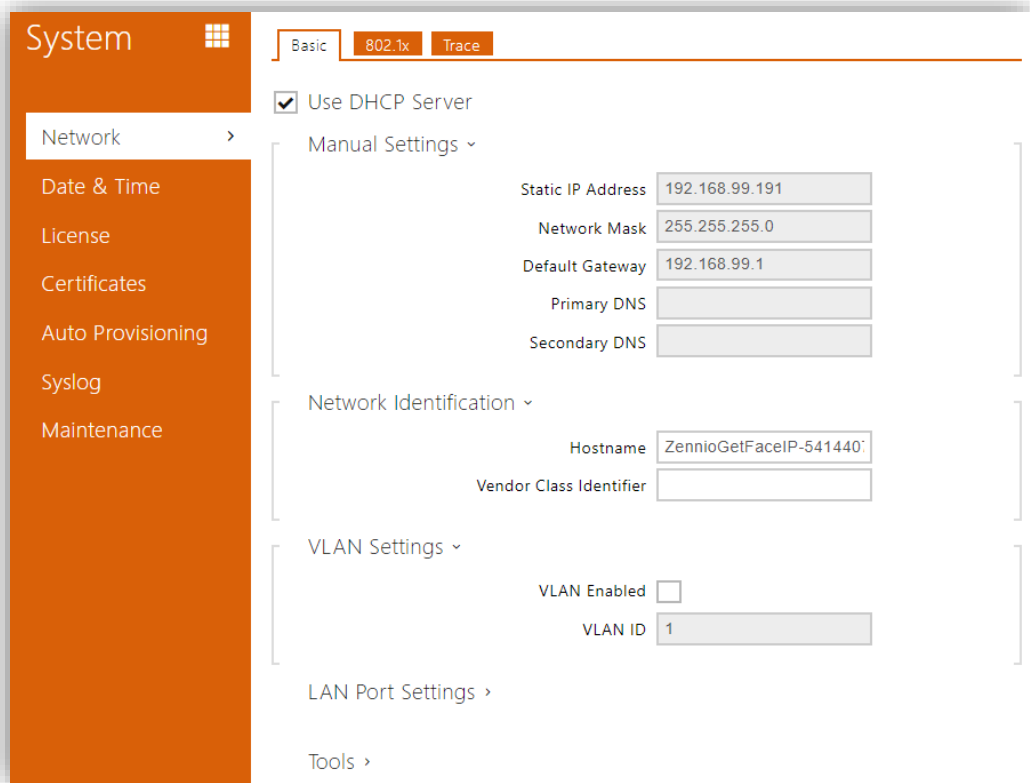 System
Network
Date & Time
License
Certificates
Auto Provisioning
Syslog
Maintenance
Basic 802.1x Trace
Use DHCP Server
Manual Settings
Static IP Address 192.168.99.191
Network Mask 255.255.255.0
Default Gateway 192.168.99.1
Primary DNS
Secondary DNS
Network Identification
Hostname ZennioGetFaceIP-5414407
Vendor Class Identifier
VLAN Settings
VLAN Enabled
VLAN ID 1
LAN Port Settings
Tools